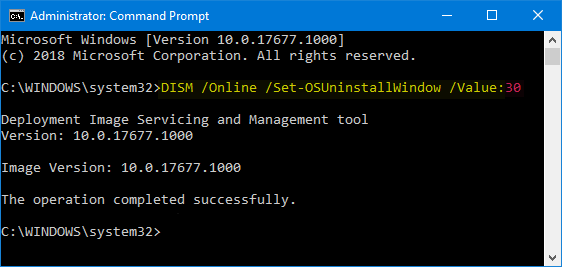 Administrator: Command Prompt
Microsoft Windows [Version 10.0.17677.1000]
(c) 2018 Microsoft Corporation. All rights reserved.
C:\WINDOWS\system32>DISM /Online /Set-OSUninstallWindow /Value:30
Deployment Image Servicing and Management tool
Version: 10.0.17677.1000
Image Version: 10.0.17677.1000
The operation completed successfully.
C:\WINDOWS\system32>